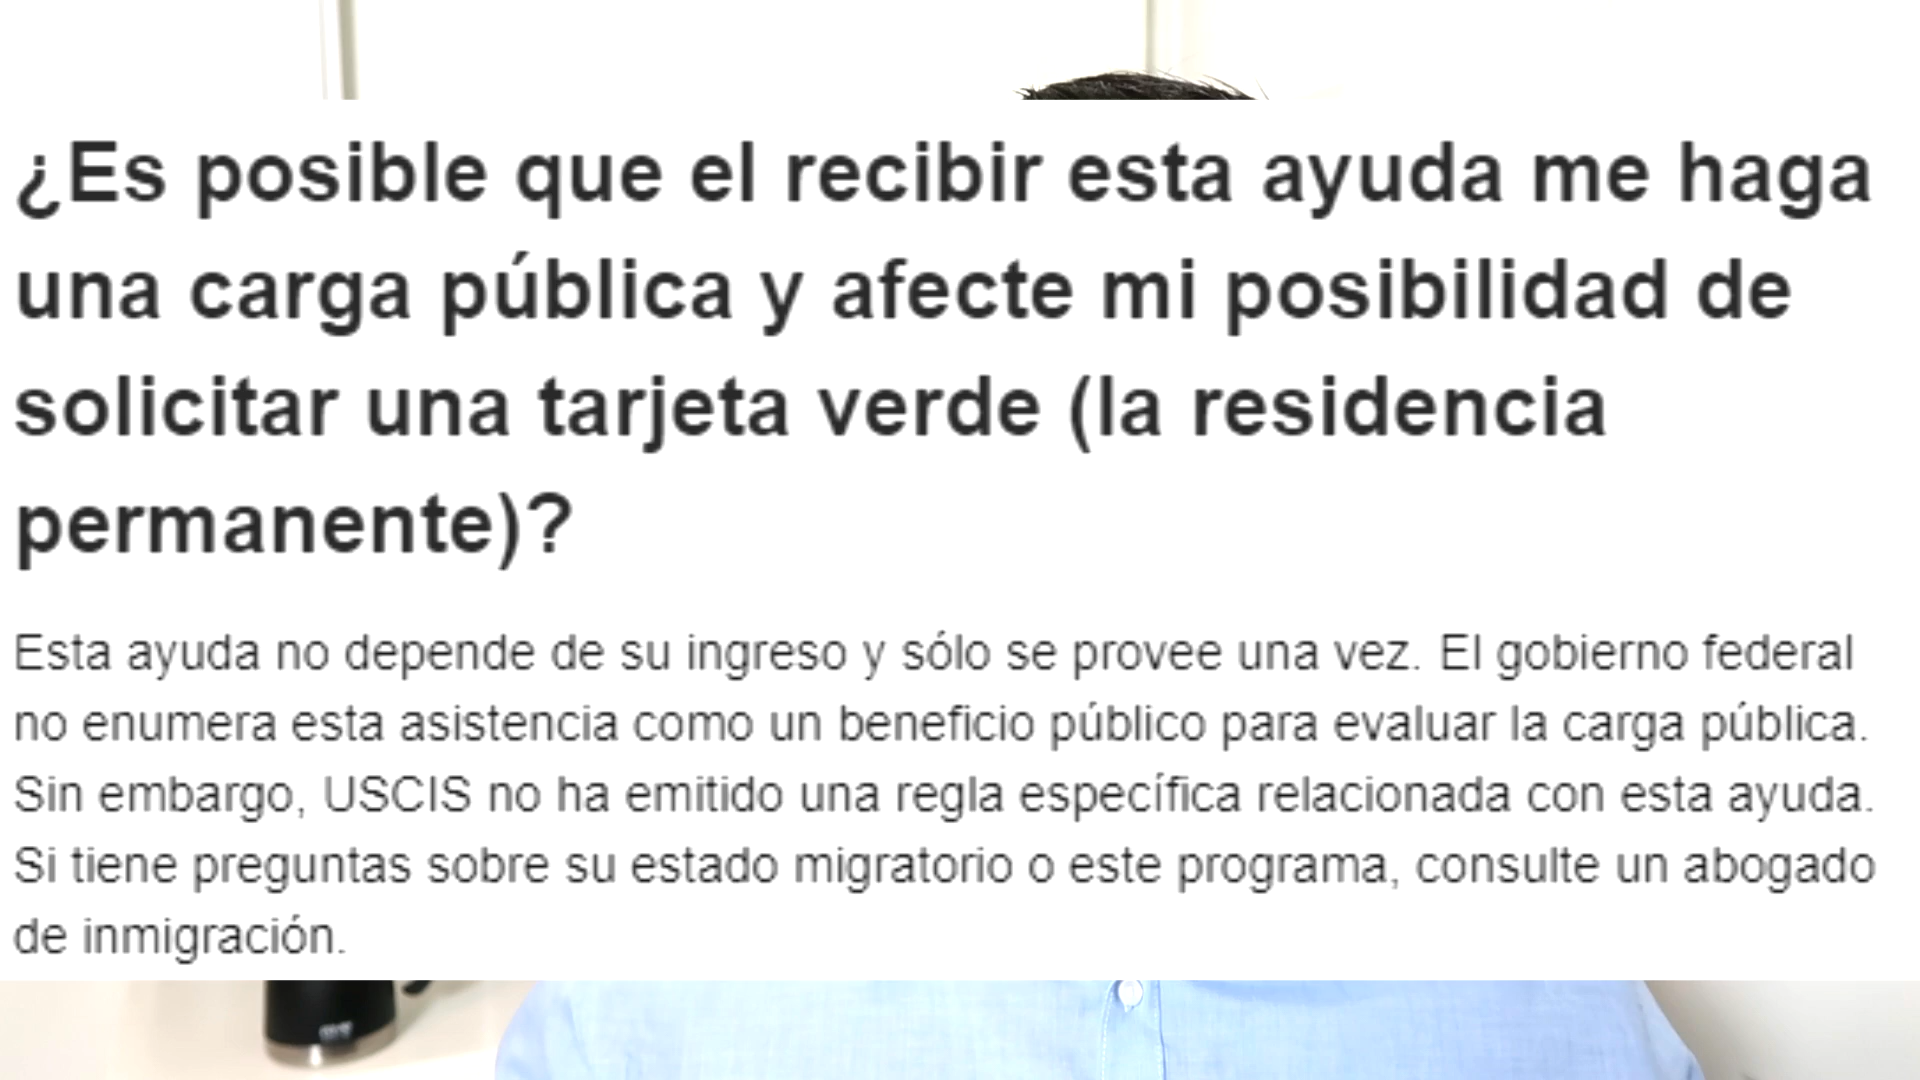 ¿Es posible que el recibir esta ayuda me haga
una carga pública y afecte mi posibilidad de
solicitar una tarjeta verde (la residencia
permanente)?
Esta ayuda no depende de su ingreso y sólo se provee una vez. El gobierno federal
no enumera esta asistencia como un beneficio público para evaluar la carga pública.
Sin embargo, USCIS no ha emitido una regla específica relacionada con esta ayuda.
Si tiene preguntas sobre su estado migratorio o este programa, consulte un abogado
de inmigración.